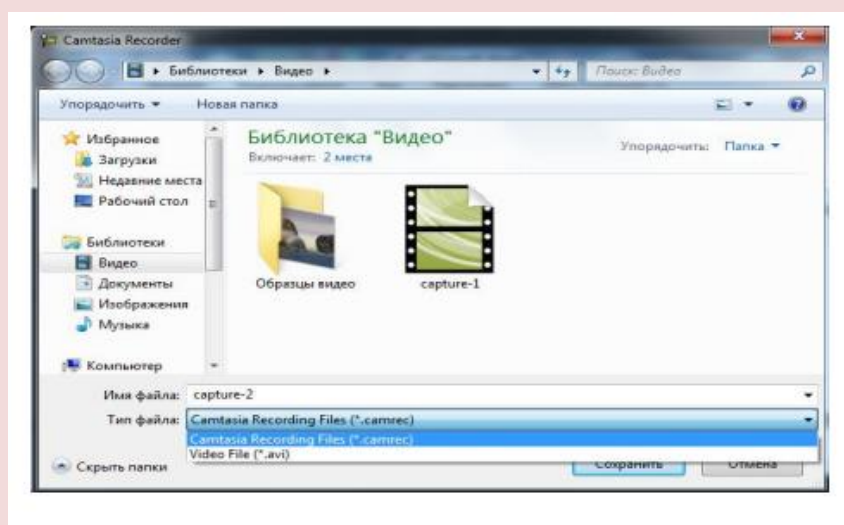 Camtasia Recorder
Библиотеки ▸ Видео ▸
Поиск: Видео
Упорядочить
Новая папка
Избранное
Загрузки
Недавние места
Рабочий стол
Библиотеки
Видео
Документы
Изображения
Музыка
Компьютер
Библиотека "Видео"
Включает: 2 места
Упорядочить: Папка
Образцы видео
capture-1
Имя файла: capture-2
Тип файла: Camtasia Recording Files (*.camrec)
Camtasia Recording Files (*.camrec)
Video File (*.avi)
Скрыть папки
Сохранить
Отмена